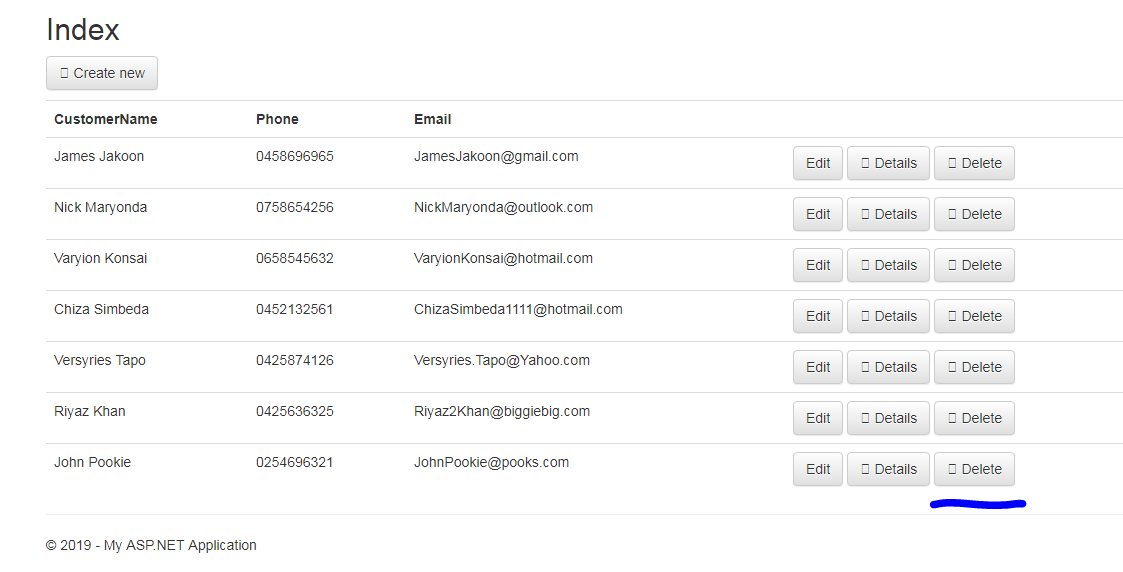 Index
Create new
CustomerName Phone Email
James Jakoon 0458696965 JamesJakoon@gmail.com Edit Details Delete
Nick Maryonda 0758654256 NickMaryonda@outlook.com Edit Details Delete
Varyion Konsai 0658545632 VaryionKonsai@hotmail.com Edit Details Delete
Chiza Simbeda 0452132561 ChizaSimbeda1111@hotmail.com Edit Details Delete
Versyries Tapo 0425874126 Versyries.Tapo@Yahoo.com Edit Details Delete
Riyaz Khan 0425636325 Riyaz2Khan@biggiebig.com Edit Details Delete
John Pookie 0254696321 JohnPookie@pooks.com Edit Details Delete
© 2019 - My ASP.NET Application